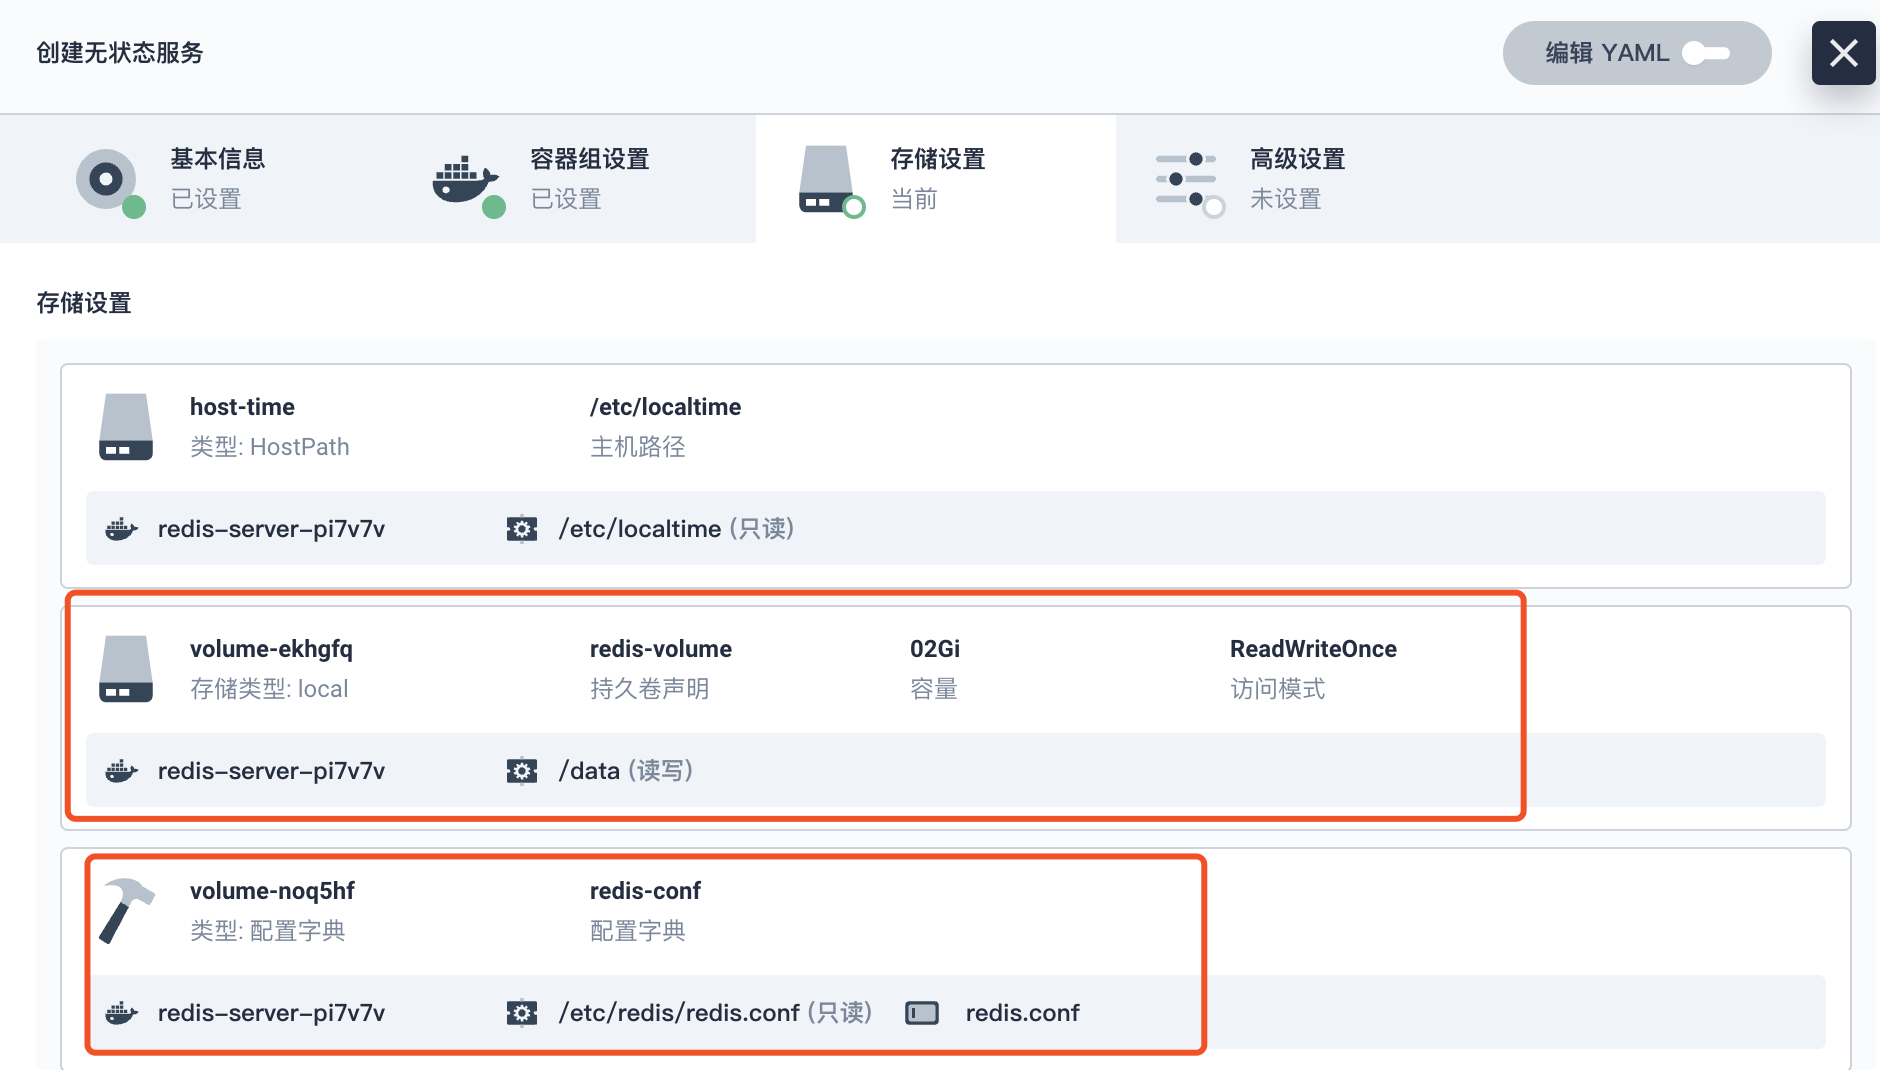 创建无状态服务
编辑 YAML
基本信息
已设置
容器组设置
已设置
存储设置
当前
高级设置
未设置
存储设置
host-time
类型: HostPath
/etc/localtime
主机路径
redis-server-pi7v7v
/etc/localtime (只读)
volume-ekhgfq
存储类型: local
redis-volume
持久卷声明
02Gi
容量
ReadWriteOnce
访问模式
redis-server-pi7v7v
/data (读写)
volume-noq5hf
类型: 配置字典
redis-conf
配置字典
redis-server-pi7v7v
/etc/redis/redis.conf (只读)
redis.conf